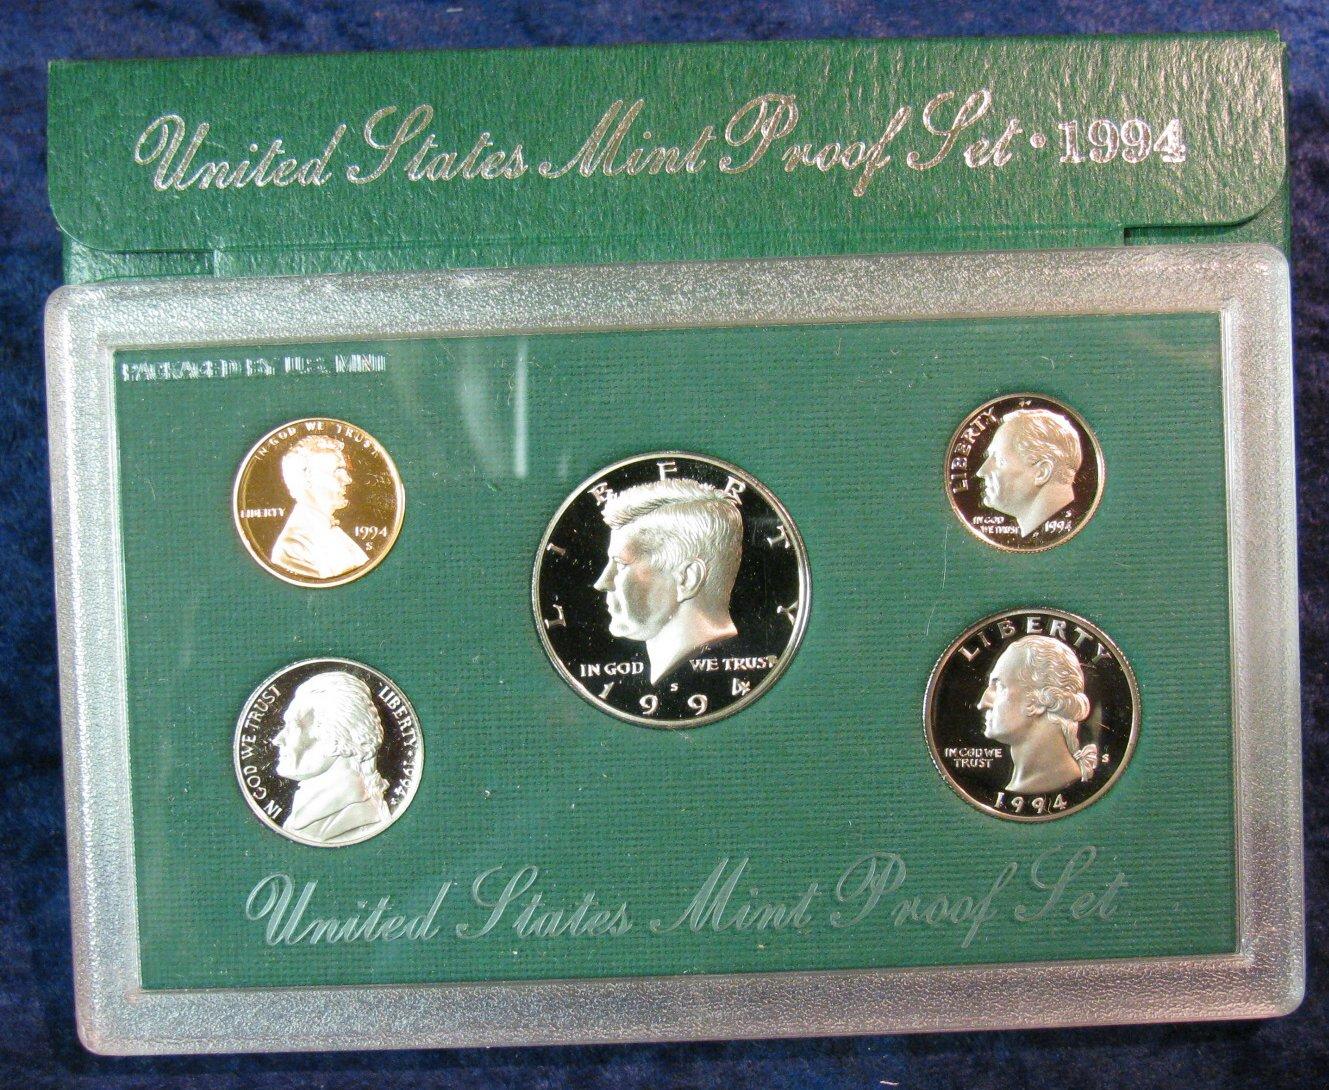 United States Mint Proof Set • 1994
PACKAGED BY U.S. MINT
IN GOD WE TRUST
LIBERTY
1994
S
LIBERTY
IN GOD
WE TRUST
S
1994
LIBERTY
IN GOD
WE TRUST
S
1994
IN GOD WE TRUST
LIBERTY * 1994
S
LIBERTY
IN GOD WE
TRUST
S
1994
United States Mint Proof Set